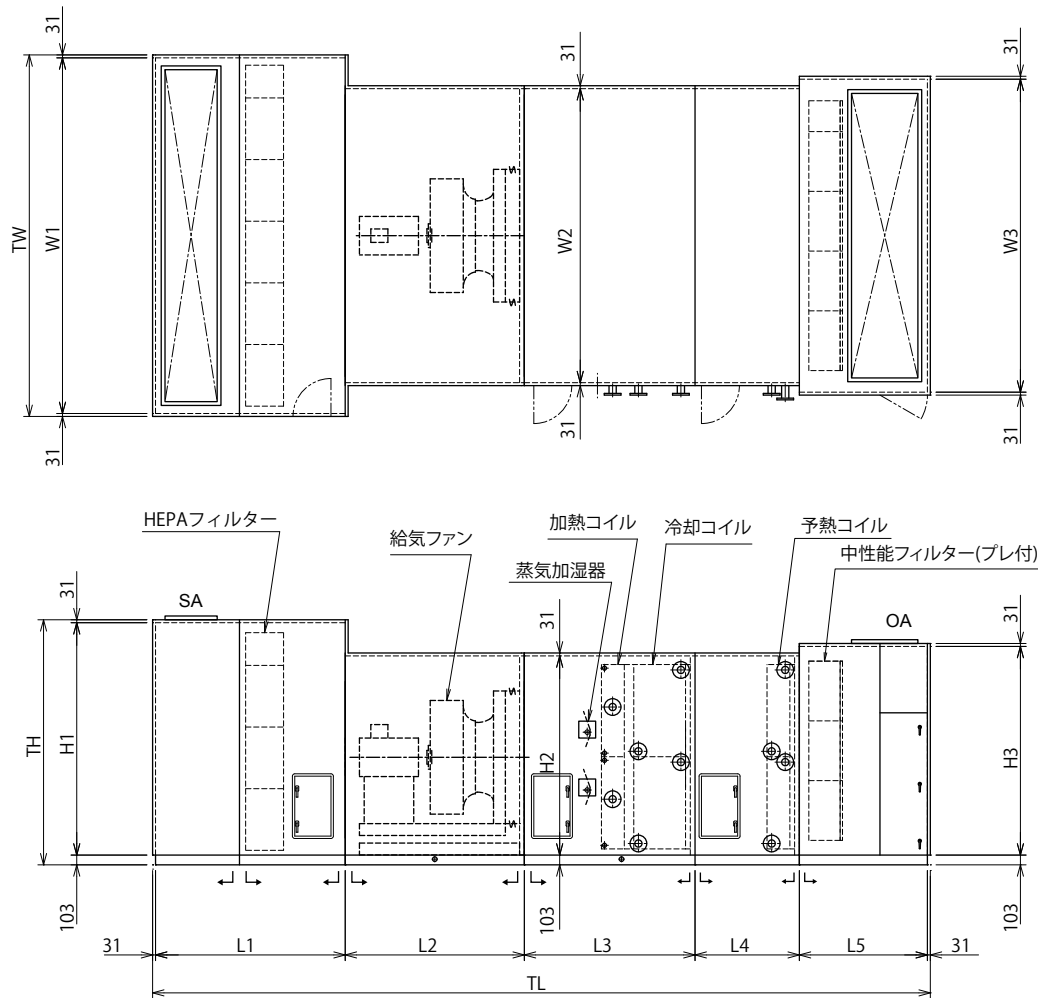 31
31
31
TW
W1
W2
W3
31
31
31
HEPAフィルター
給気ファン
加熱コイル
冷却コイル
予熱コイル
中性能フィルター(プレ付)
蒸気加湿器
31
SA
31
OA
31
TH
H1
H2
H3
103
103
103
31
L1
L2
L3
L4
L5
31
TL